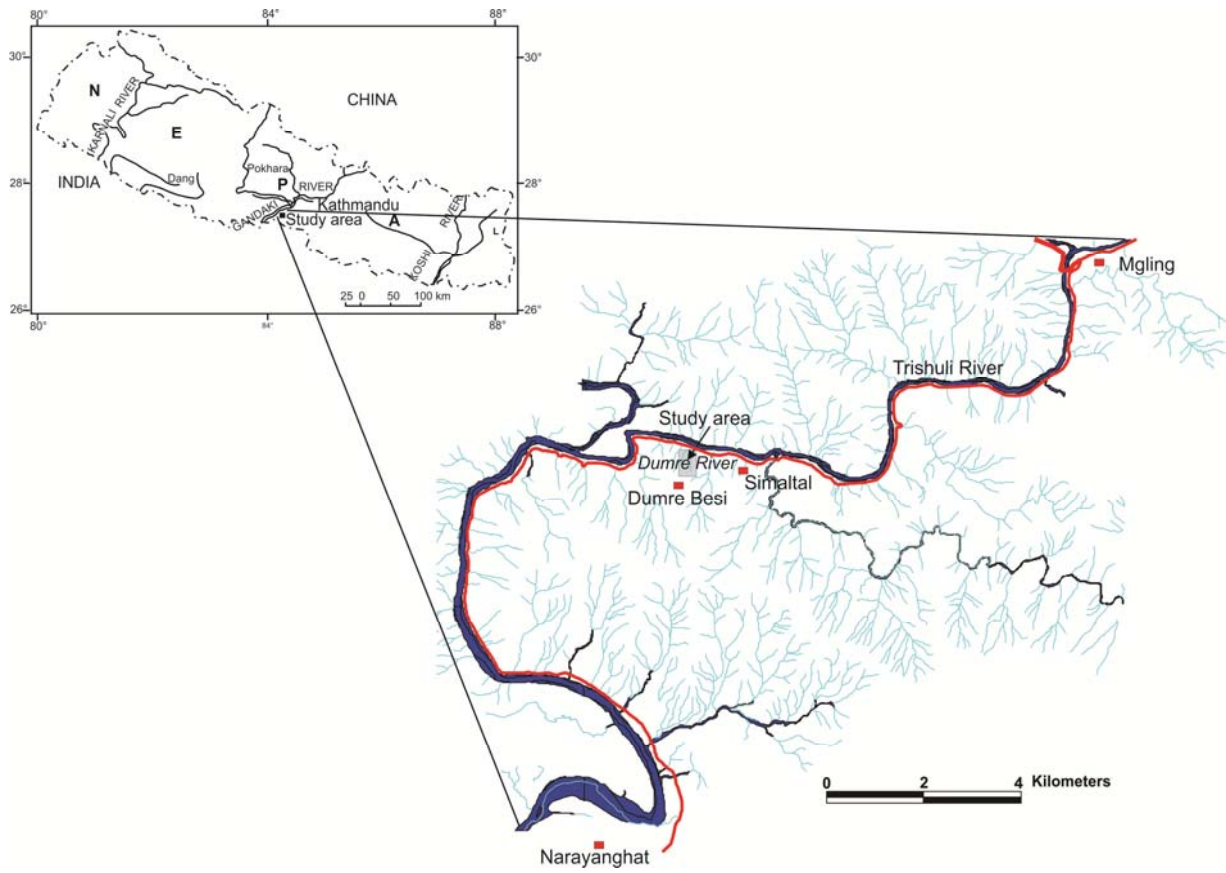 80°
84°
88°
30°
30°
N
KARNALI RIVER
CHINA
E
28°
28°
INDIA
Dang
Pokhara
P
RIVER
Kathmandu
GANDAKI
Study area
A
RIVER
L
KOSHI
25 0 50 100 km
26°
26°
80°
84°
88°
Mgling
Trishuli River
Study area
Dumre River
Simaltal
Dumre Besi
0 2 4 Kilometers
Narayanghat